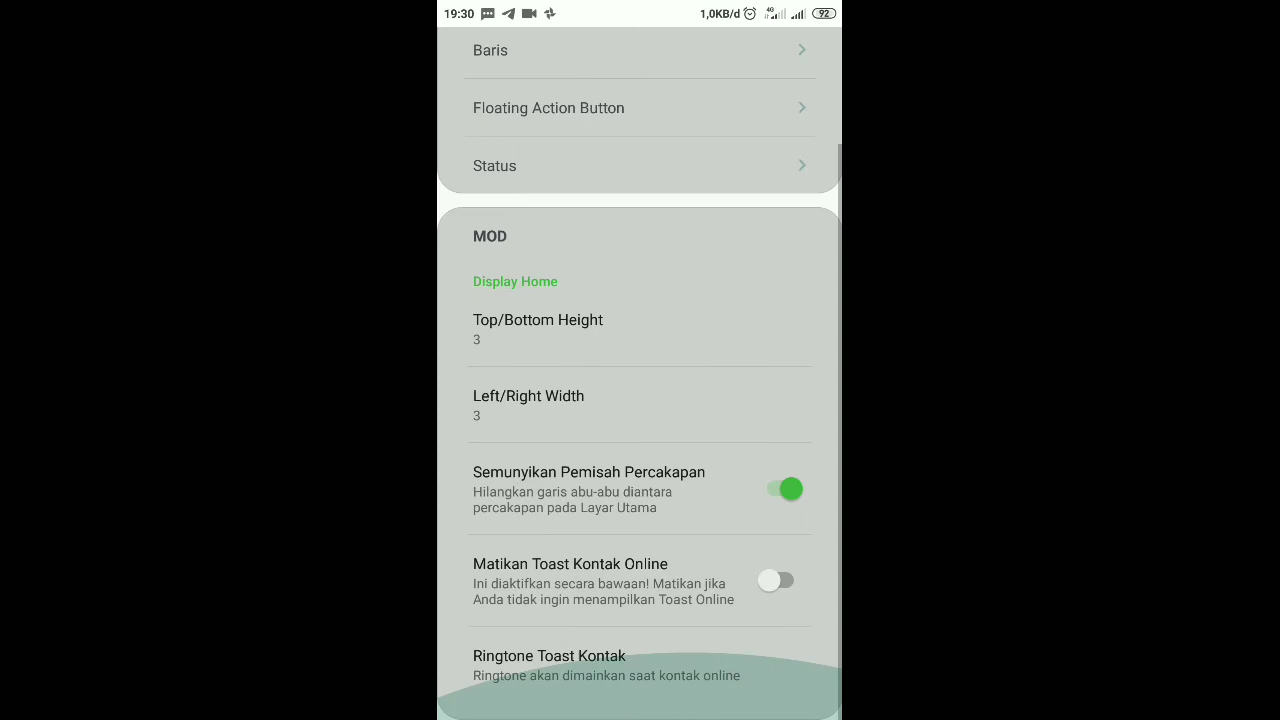 19:30 1,0KB/d 4G 92
Baris
Floating Action Button
Status
MOD
Display Home
Top/Bottom Height
3
Left/Right Width
3
Semunyikan Pemisah Percakapan
Hilangkan garis abu-abu diantara
percakapan pada Layar Utama
Matikan Toast Kontak Online
Ini diaktifkan secara bawaan! Matikan jika
Anda tidak ingin menampilkan Toast Online
Ringtone Toast Kontak
Ringtone akan dimainkan saat kontak online